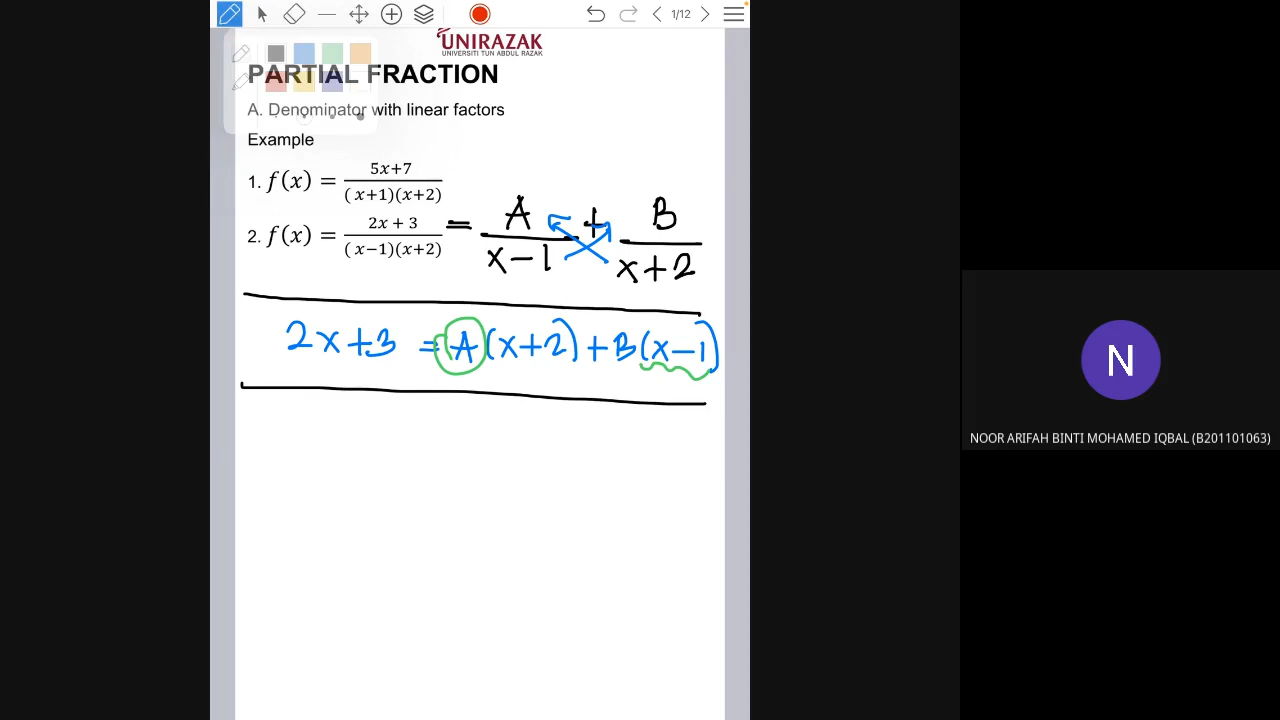 1/12
UNIRAZAK
UNIVERSITI TUN ABDUL RAZAK
PARTIAL FRACTION
A. Denominator with linear factors
Example
1. f(x) = 5x+7 / (x+1)(x+2)
2. f(x) = 2x + 3 / (x−1)(x+2) = A / x−1 + B / x+2
2x+3 = A(x+2) + B(x−1)
N
NOOR ARIFAH BINTI MOHAMED IQBAL (B201101063)